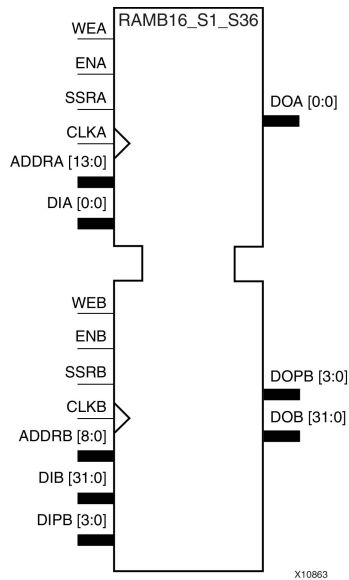 RAMB16_S1_S36
WEA
ENA
SSRA
CLKA
ADDRA [13:0]
DIA [0:0]
DOA [0:0]
WEB
ENB
SSRB
CLKB
ADDRB [8:0]
DIB [31:0]
DIPB [3:0]
DOPB [3:0]
DOB [31:0]
X10863